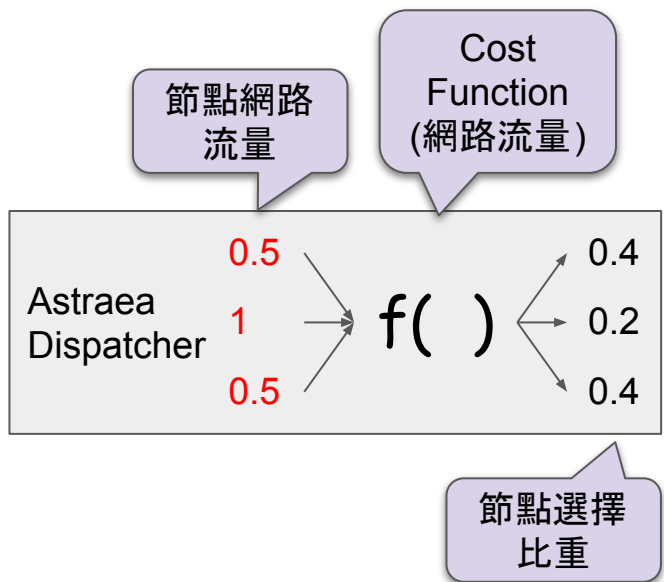 Cost
Function
(網路流量)
節點網路
流量
Astraea
Dispatcher
0.5
1
0.5
f( )
0.4
0.2
0.4
節點選擇
比重